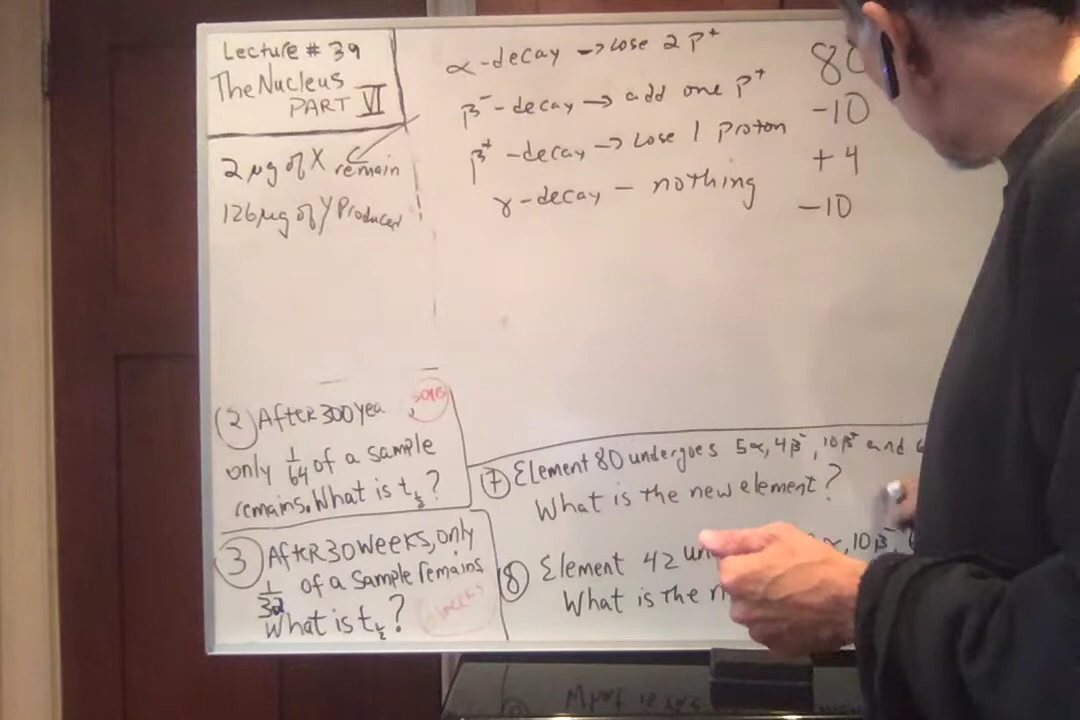 Lecture # 39
The Nucleus
PART VI
2 μg of X remain
126 μg of Y Produced
α-decay → lose 2 p⁺
β⁻-decay → add one p⁺
β⁺-decay → lose 1 proton
γ-decay – nothing
80
-10
+ 4
-10
(2) After 300 yea
only 1/64 of a sample
remains. What is t½?
(3) After 30 weeks, only
1/32 of a sample remains
What is t½?
6 weeks
(7) Element 80 undergoes 5α, 4β⁻, 10β⁺ and
What is the new element?
(8) Element 42 un α, 10β⁻,
What is the n